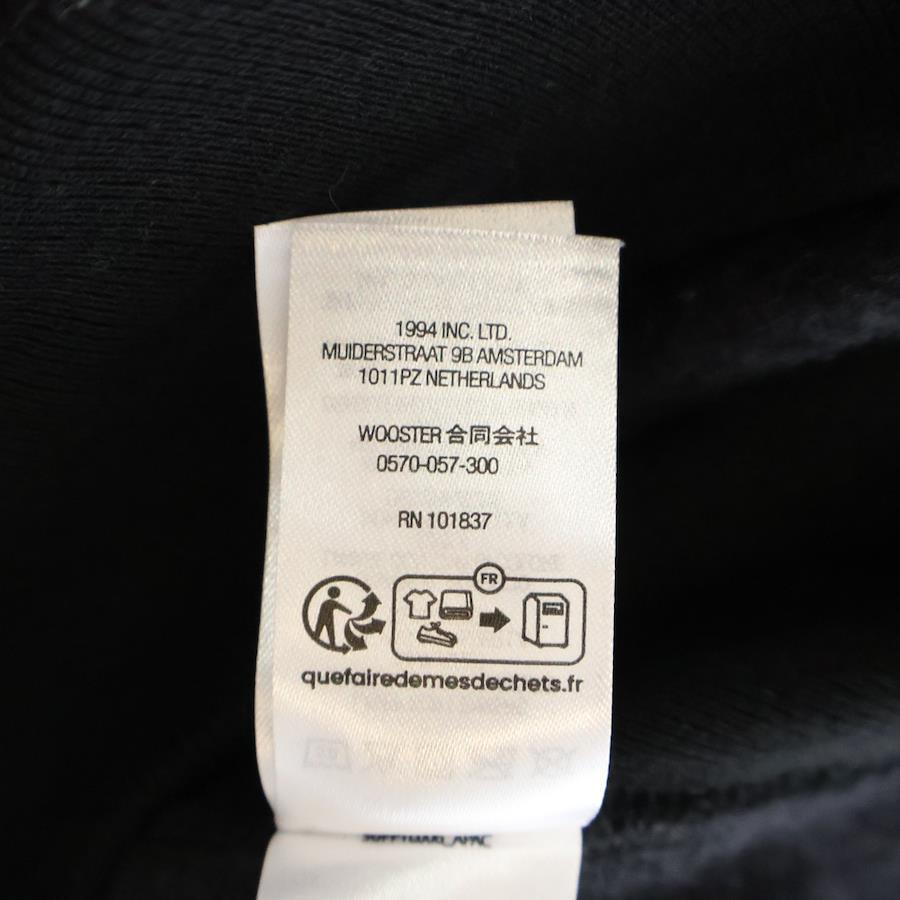 1994 INC. LTD.
MUIDERSTRAAT 9B AMSTERDAM
1011PZ NETHERLANDS
WOOSTER 合同会社
0570-057-300
RN 101837
FR
quefairedemesdechets.fr